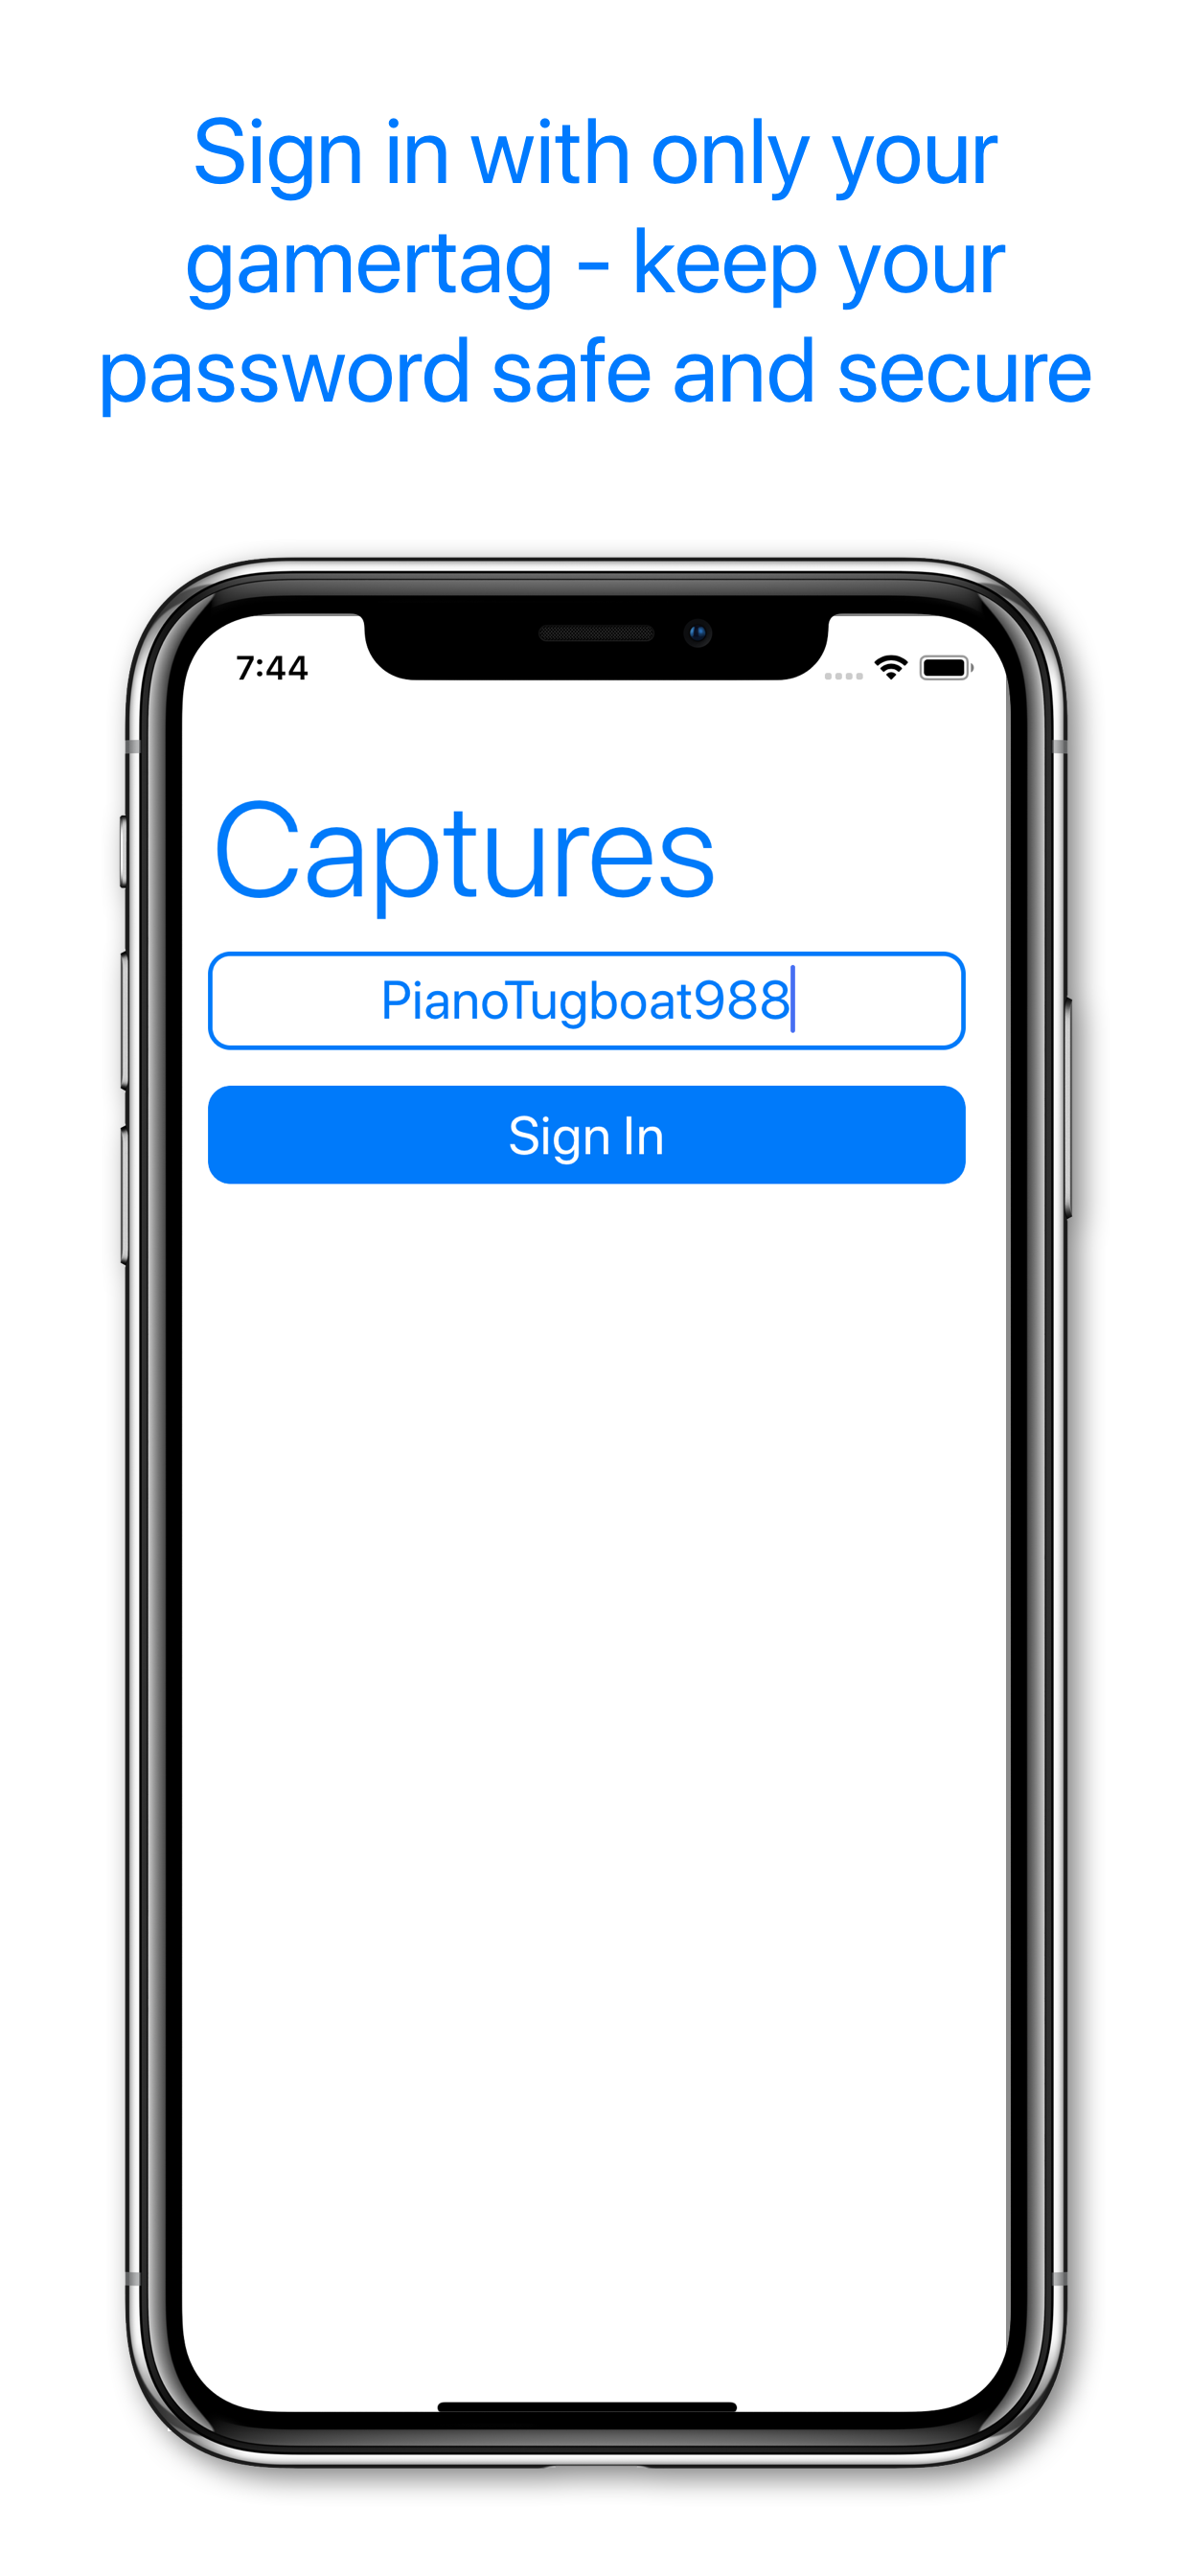 Sign in with only your
gamertag - keep your
password safe and secure
7:44
Captures
PianoTugboat988
Sign In